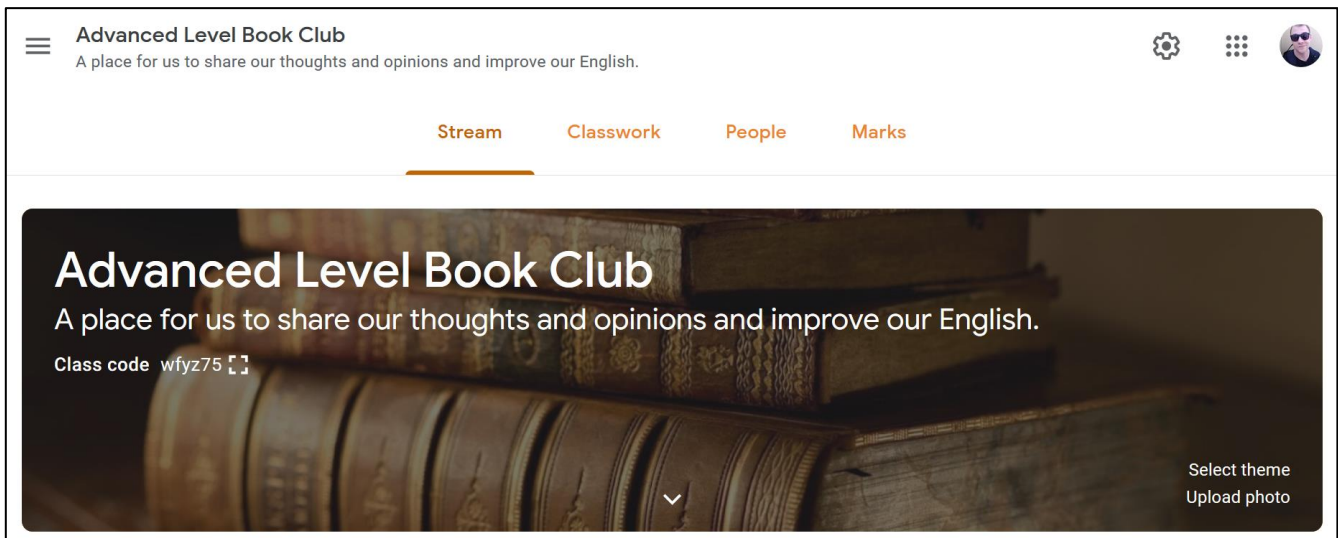 Advanced Level Book Club
A place for us to share our thoughts and opinions and improve our English.
Stream Classwork People Marks
Advanced Level Book Club
A place for us to share our thoughts and opinions and improve our English.
Class code wfyz75
Select theme
Upload photo